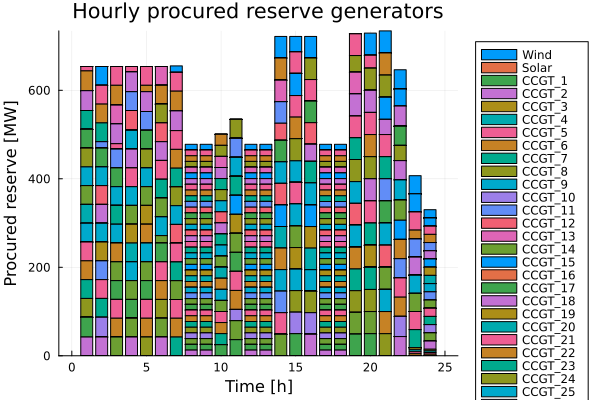 Hourly procured reserve generators
Procured reserve [MW]
600
400
200
0
0 5 10 15 20 25
Time [h]
Wind
Solar
CCGT_1
CCGT_2
CCGT_3
CCGT_4
CCGT_5
CCGT_6
CCGT_7
CCGT_8
CCGT_9
CCGT_10
CCGT_11
CCGT_12
CCGT_13
CCGT_14
CCGT_15
CCGT_16
CCGT_17
CCGT_18
CCGT_19
CCGT_20
CCGT_21
CCGT_22
CCGT_23
CCGT_24
CCGT_25